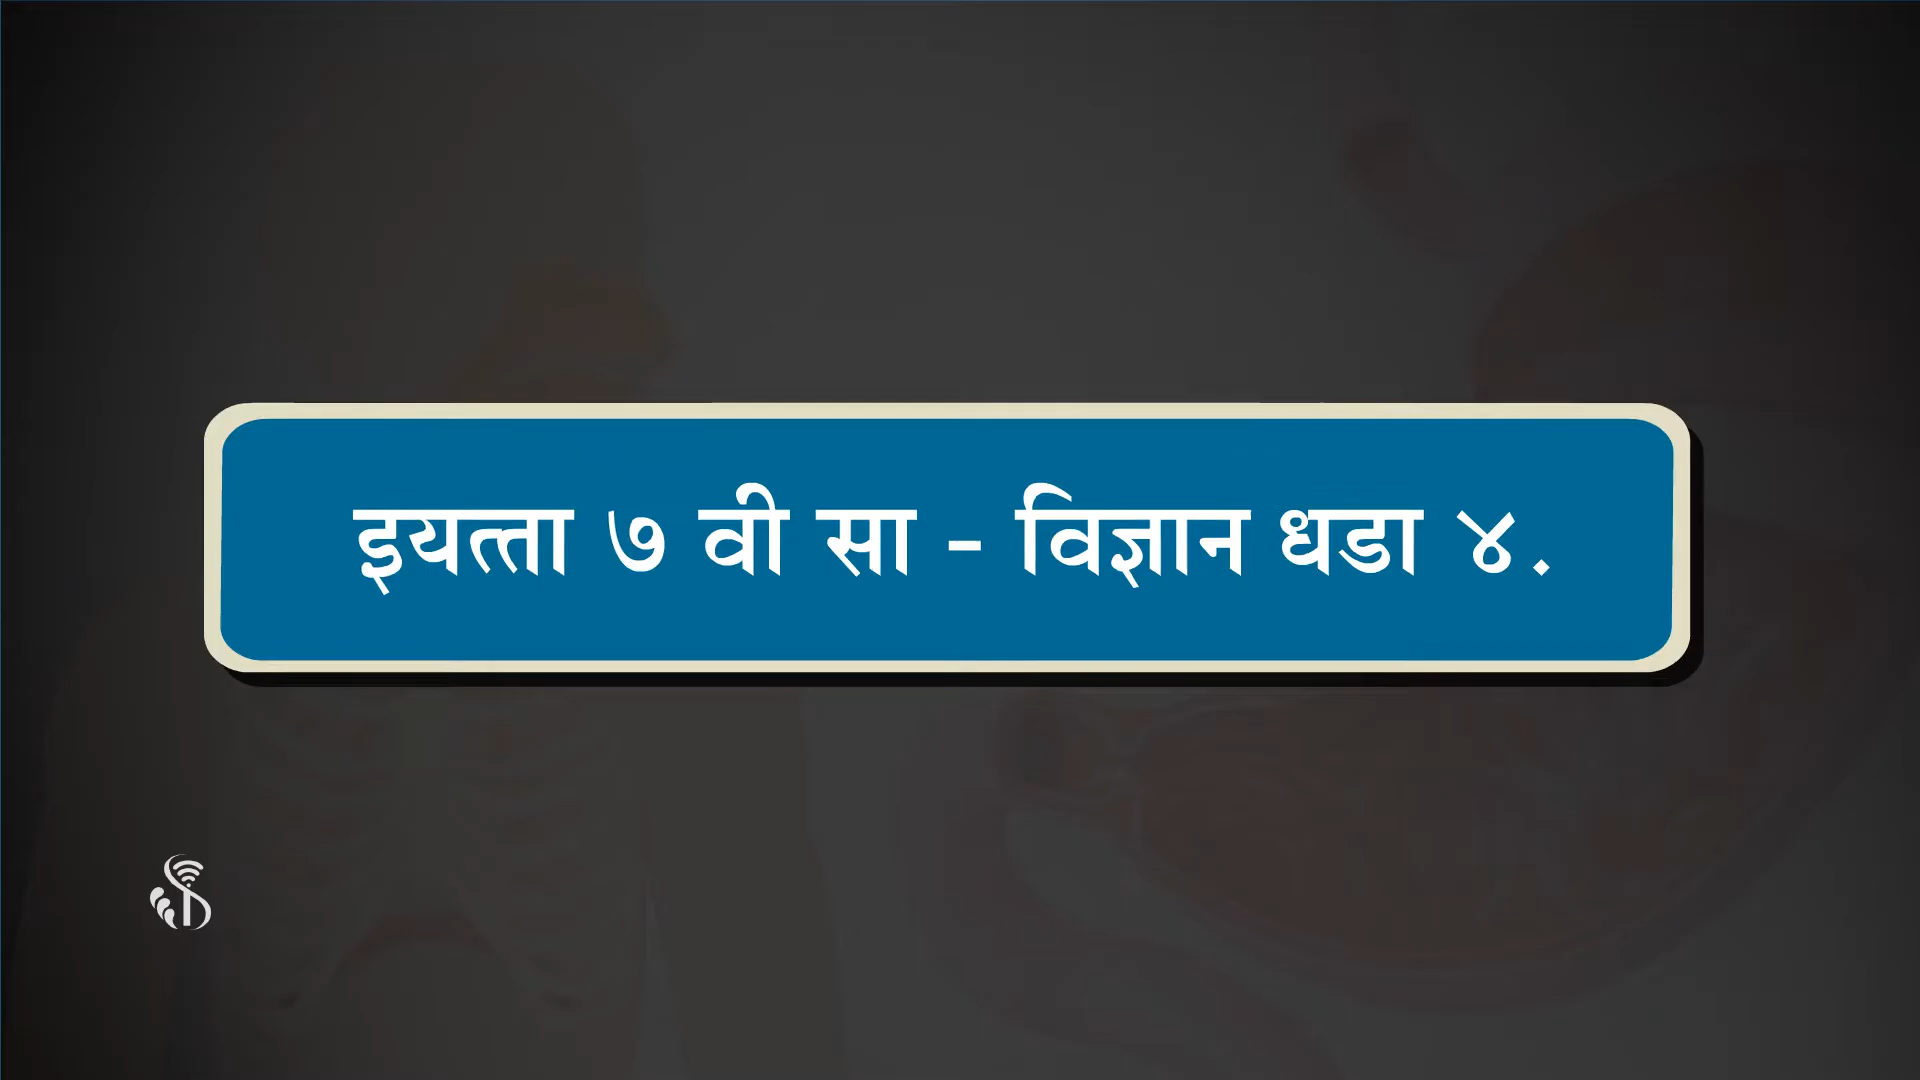 इयत्ता ७ वी सा - विज्ञान धडा ४.